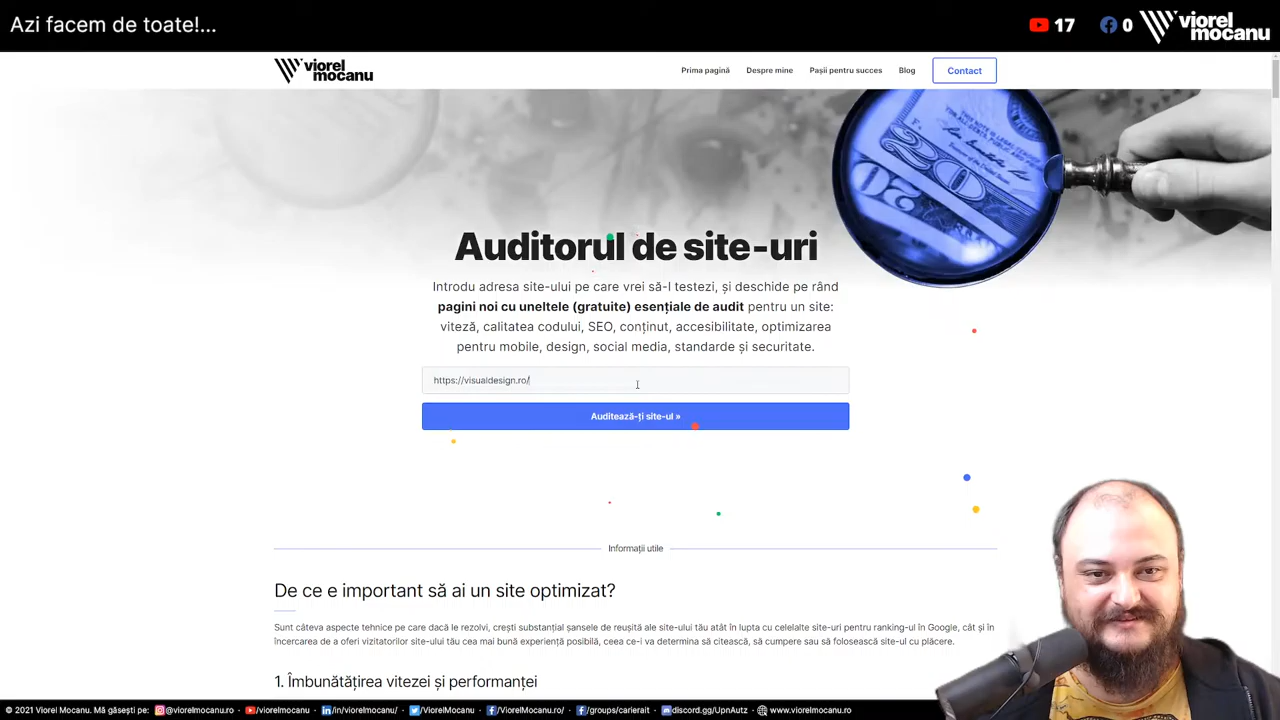 Azi facem de toate!...
17
0
viorel
mocanu
viorel
mocanu
Prima pagină
Despre mine
Pașii pentru succes
Blog
Contact
20
Auditorul de site-uri
Introdu adresa site-ului pe care vrei să-l testezi, și deschide pe rând
pagini noi cu uneltele (gratuite) esențiale de audit pentru un site:
viteză, calitatea codului, SEO, conținut, accesibilitate, optimizarea
pentru mobile, design, social media, standarde și securitate.
https://visualdesign.ro/
Auditează-ți site-ul »
Informații utile
De ce e important să ai un site optimizat?
Sunt câteva aspecte tehnice pe care dacă le rezolvi, crești substanțial șansele de reușită ale site-ului tău atât în lupta cu celelalte site-uri pentru ranking-ul în Google, cât și în
încercarea de a oferi vizitatorilor site-ului tău cea mai bună experiență posibilă, ceea ce-i va determina să citească, să cumpere sau să folosească site-ul cu plăcere.
1. Îmbunătățirea vitezei și performanței
© 2021 Viorel Mocanu. Mă găsești pe: @viorelmocanu.ro · /viorelmocanu · /in/viorelmocanu/ · /ViorelMocanu · /ViorelMocanu.ro/ · /groups/carierait · discord.gg/UpnAutz · www.viorelmocanu.ro